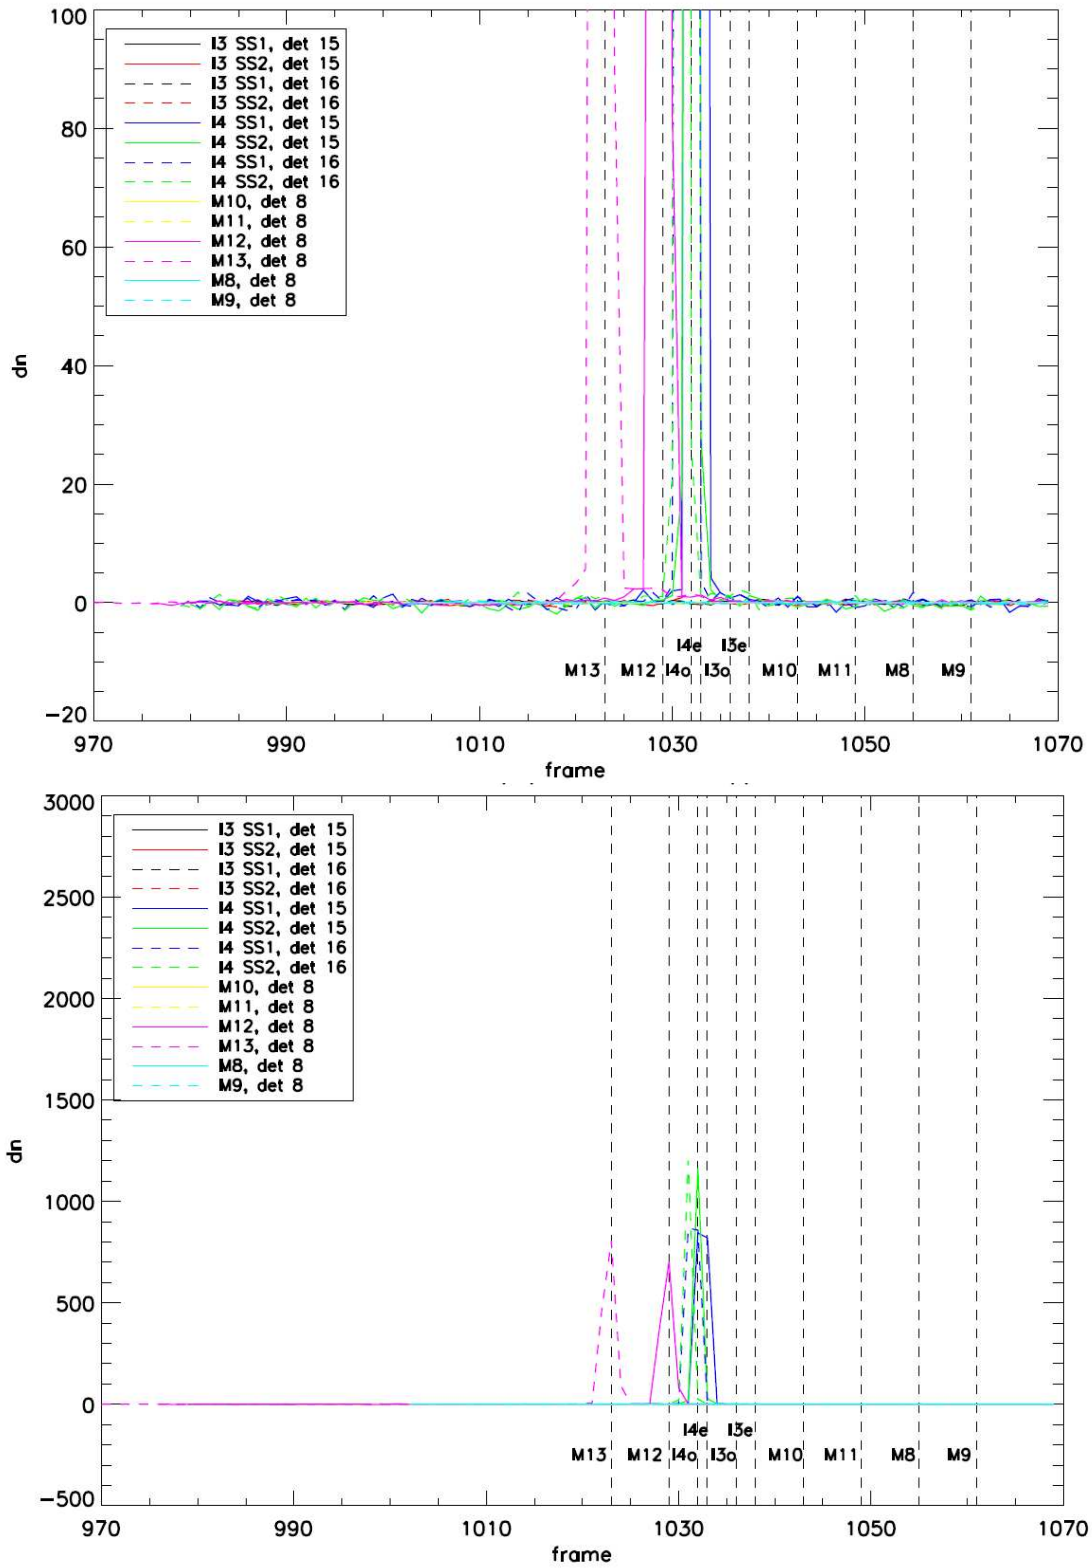 100
80
60
40
20
0
−20
dn
I3 SS1, det 15
I3 SS2, det 15
I3 SS1, det 16
I3 SS2, det 16
I4 SS1, det 15
I4 SS2, det 15
I4 SS1, det 16
I4 SS2, det 16
M10, det 8
M11, det 8
M12, det 8
M13, det 8
M8, det 8
M9, det 8
I4e I3e
M13 M12 I4o I3o M10 M11 M8 M9
970 990 1010 1030 1050 1070
frame
3000
2500
2000
1500
1000
500
0
−500
dn
I3 SS1, det 15
I3 SS2, det 15
I3 SS1, det 16
I3 SS2, det 16
I4 SS1, det 15
I4 SS2, det 15
I4 SS1, det 16
I4 SS2, det 16
M10, det 8
M11, det 8
M12, det 8
M13, det 8
M8, det 8
M9, det 8
I4e I3e
M13 M12 I4o I3o M10 M11 M8 M9
970 990 1010 1030 1050 1070
frame